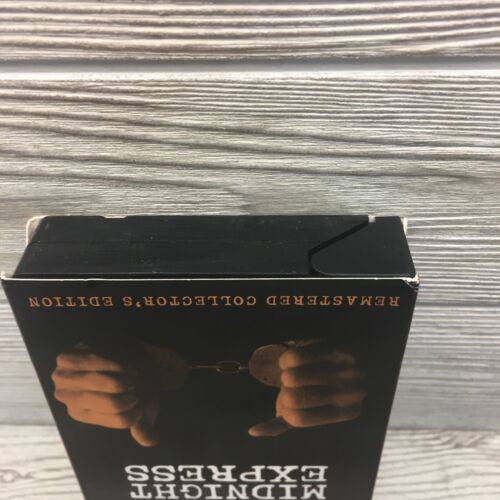 REMASTERED COLLECTOR'S EDITION
MIDNIGHT
EXPRESS